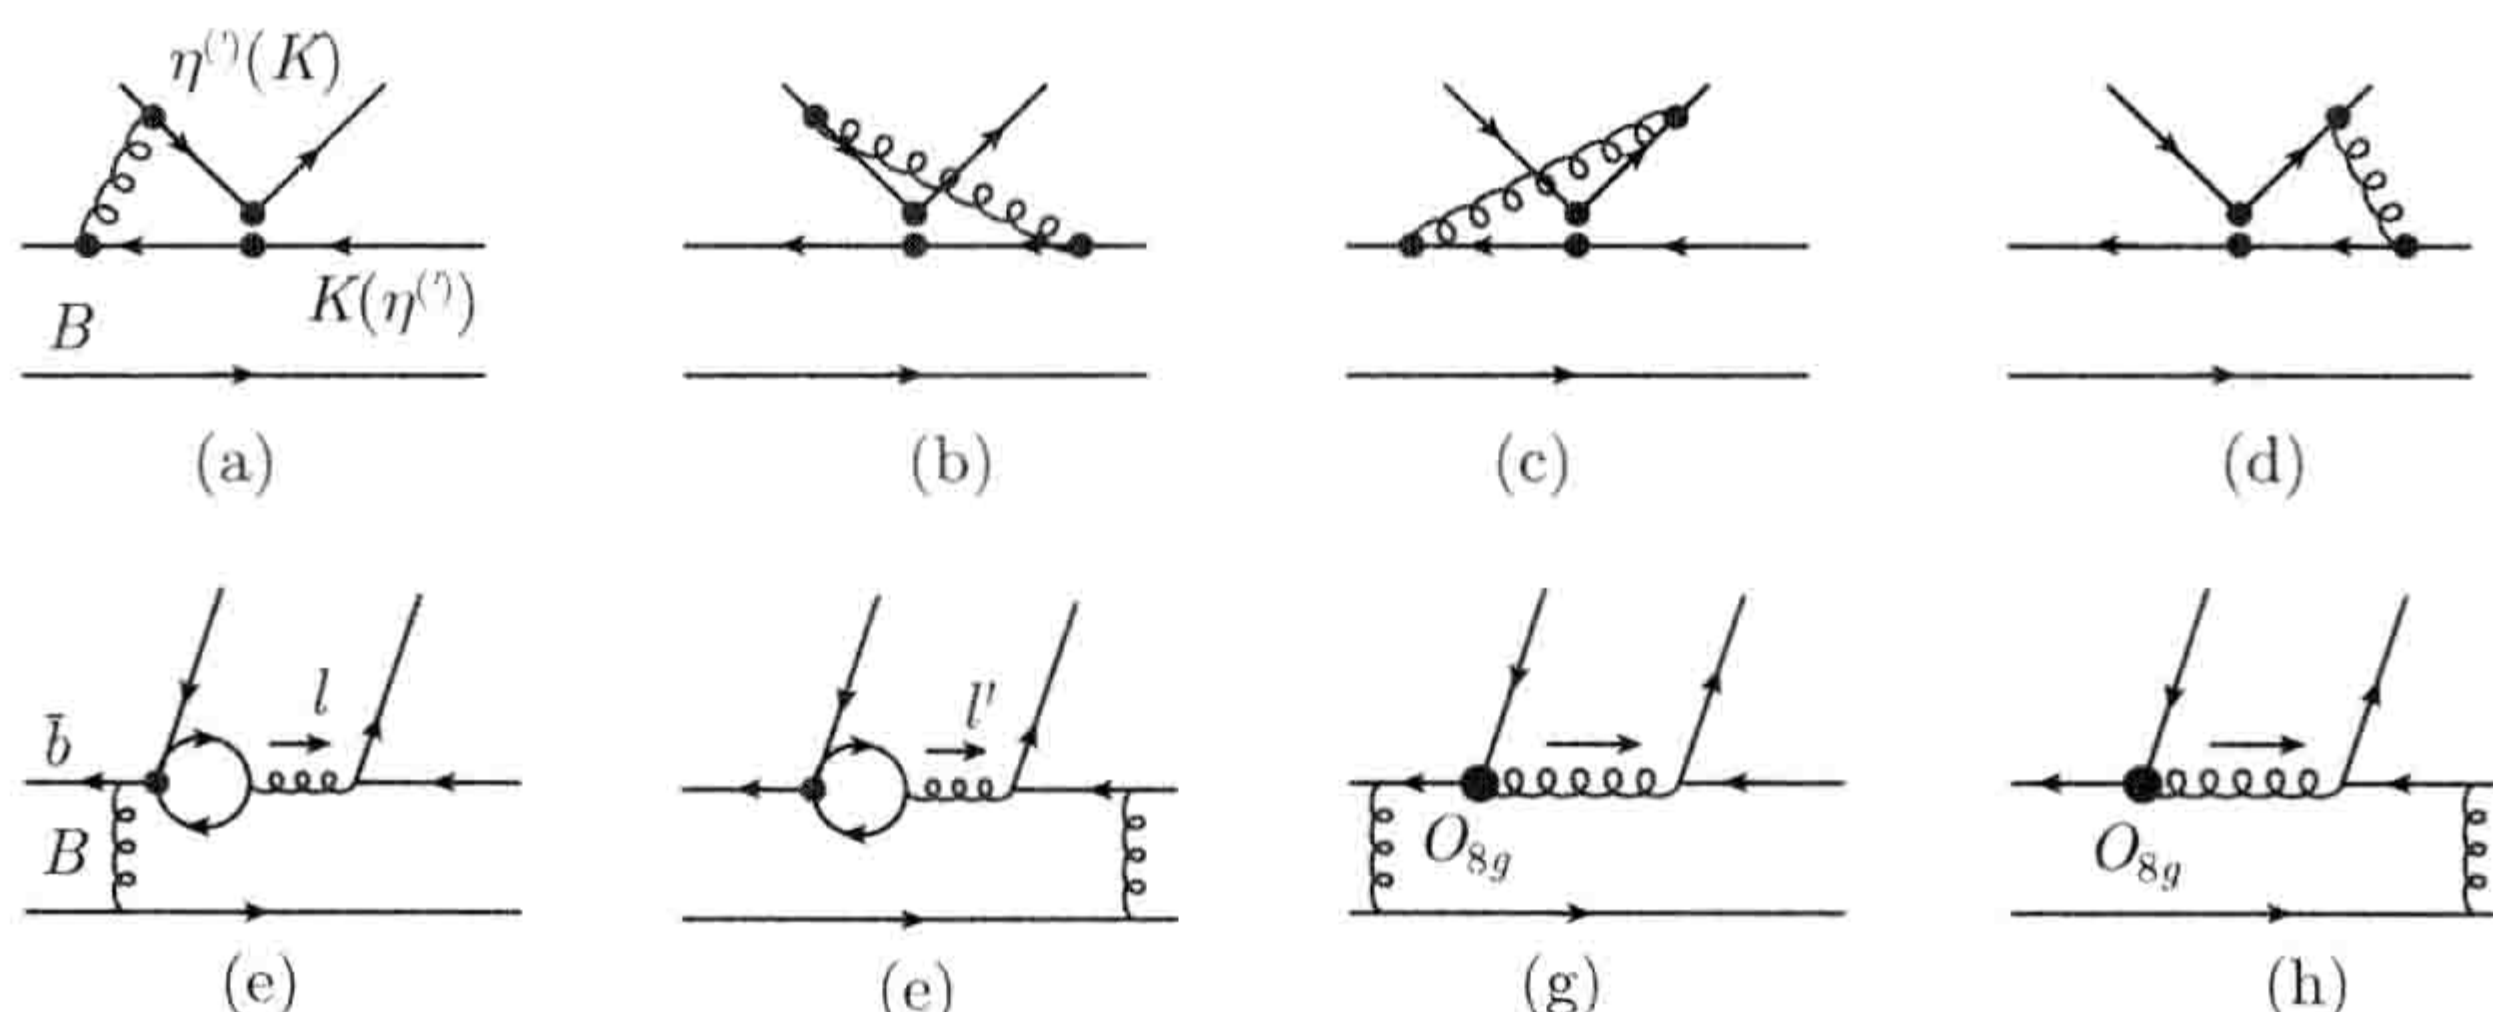 η^(′)(K)
B
K(η^(′))
(a) (b) (c) (d)
b̄ l l′
B O_8g O_8g
(e) (e) (g) (h)